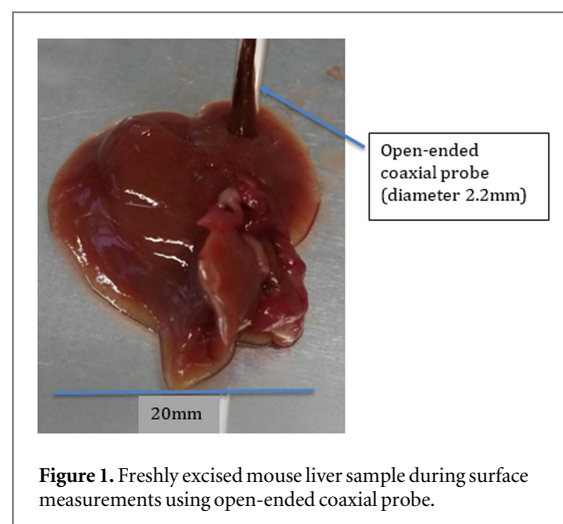 Open-ended
coaxial probe
(diameter 2.2mm)
20mm
Figure 1. Freshly excised mouse liver sample during surface
measurements using open-ended coaxial probe.